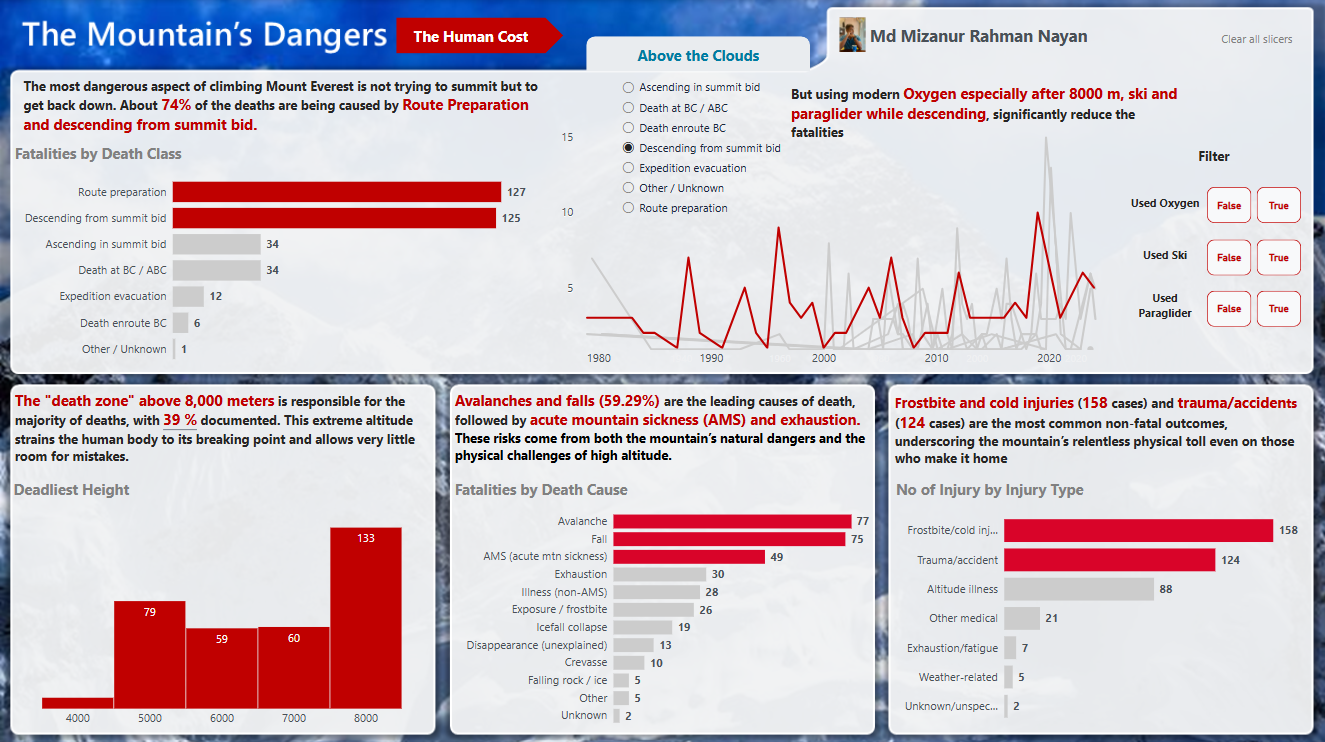 The Mountain's Dangers
The Human Cost
Md Mizanur Rahman Nayan
Clear all slicers
The most dangerous aspect of climbing Mount Everest is not trying to summit but to
get back down. About 74% of the deaths are being caused by Route Preparation
and descending from summit bid.
Fatalities by Death Class
Route preparation 127
Descending from summit bid 125
Ascending in summit bid 34
Death at BC / ABC 34
Expedition evacuation 12
Death enroute BC 6
Other / Unknown 1
Above the Clouds
Ascending in summit bid
Death at BC / ABC
Death enroute BC
Descending from summit bid
Expedition evacuation
Other / Unknown
Route preparation
But using modern Oxygen especially after 8000 m, ski and
paraglider while descending, significantly reduce the
fatalities
15
10
5
1980 1990 2000 2010 2020
Filter
Used Oxygen False True
Used Ski False True
Used
Paraglider False True
The "death zone" above 8,000 meters is responsible for the
majority of deaths, with 39 % documented. This extreme altitude
strains the human body to its breaking point and allows very little
room for mistakes.
Deadliest Height
133
79
59
60
4000 5000 6000 7000 8000
Avalanches and falls (59.29%) are the leading causes of death,
followed by acute mountain sickness (AMS) and exhaustion.
These risks come from both the mountain's natural dangers and the
physical challenges of high altitude.
Fatalities by Death Cause
Avalanche 77
Fall 75
AMS (acute mtn sickness) 49
Exhaustion 30
Illness (non-AMS) 28
Exposure / frostbite 26
Icefall collapse 19
Disappearance (unexplained) 13
Crevasse 10
Falling rock / ice 5
Other 5
Unknown 2
Frostbite and cold injuries (158 cases) and trauma/accidents
(124 cases) are the most common non-fatal outcomes,
underscoring the mountain's relentless physical toll even on those
who make it home
No of Injury by Injury Type
Frostbite/cold inj... 158
Trauma/accident 124
Altitude illness 88
Other medical 21
Exhaustion/fatigue 7
Weather-related 5
Unknown/unspec... 2